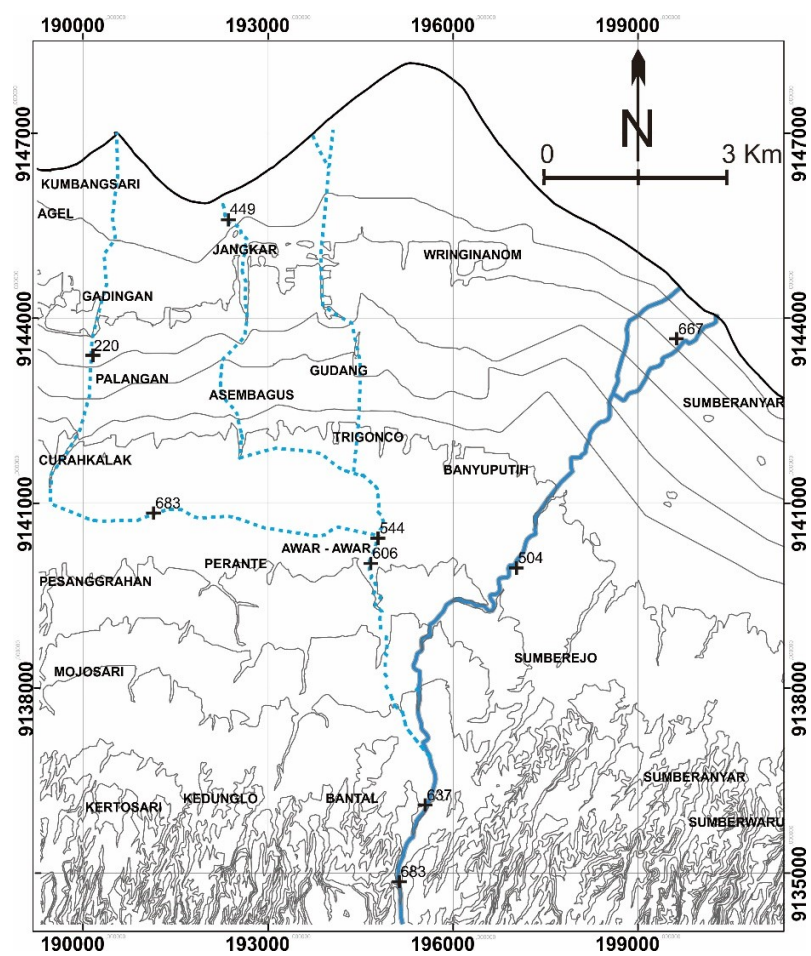 190000 193000 196000 199000
9147000
N
0 3 Km
KUMBANGSARI
AGEL
449
JANGKAR
WRINGINANOM
GADINGAN
9144000 9144000
9147000
667
220
PALANGAN
GUDANG
ASEMBAGUS
SUMBERANYAR
TRIGONCO
CURAHKALAK
BANYUPUTIH
683
9141000 9141000
544
AWAR - AWAR
606
PERANTE
504
PESANGGRAHAN
SUMBEREJO
MOJOSARI
9138000 9138000
SUMBERANYAR
KEDUNGLO
BANTAL
637
KERTOSARI
SUMBERWARU
683
9135000 9135000
190000 193000 196000 199000